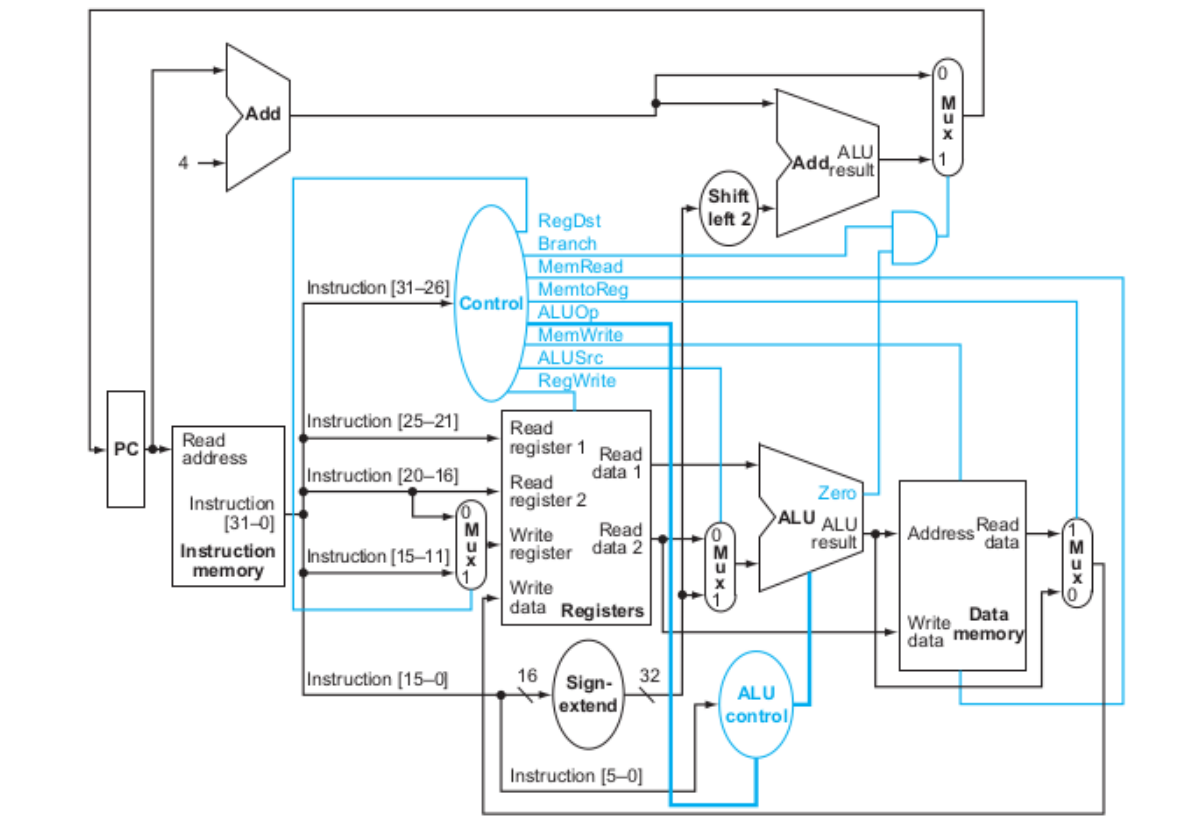 0
M
u
x
1
Add
4
Add
ALU
result
Shift
left 2
RegDst
Branch
MemRead
MemtoReg
ALUOp
MemWrite
ALUSrc
RegWrite
Control
Instruction [31–26]
Instruction [25–21]
Instruction [20–16]
Instruction [15–11]
Instruction [15–0]
Instruction [5–0]
PC
Read
address
Instruction
[31–0]
Instruction
memory
0
M
u
x
1
Read
register 1
Read
register 2
Write
register
Write
data
Read
data 1
Read
data 2
Registers
0
M
u
x
1
Zero
ALU
ALU
result
Address
Read
data
Write
data
Data
memory
1
M
u
x
0
16
Sign-
extend
32
ALU
control